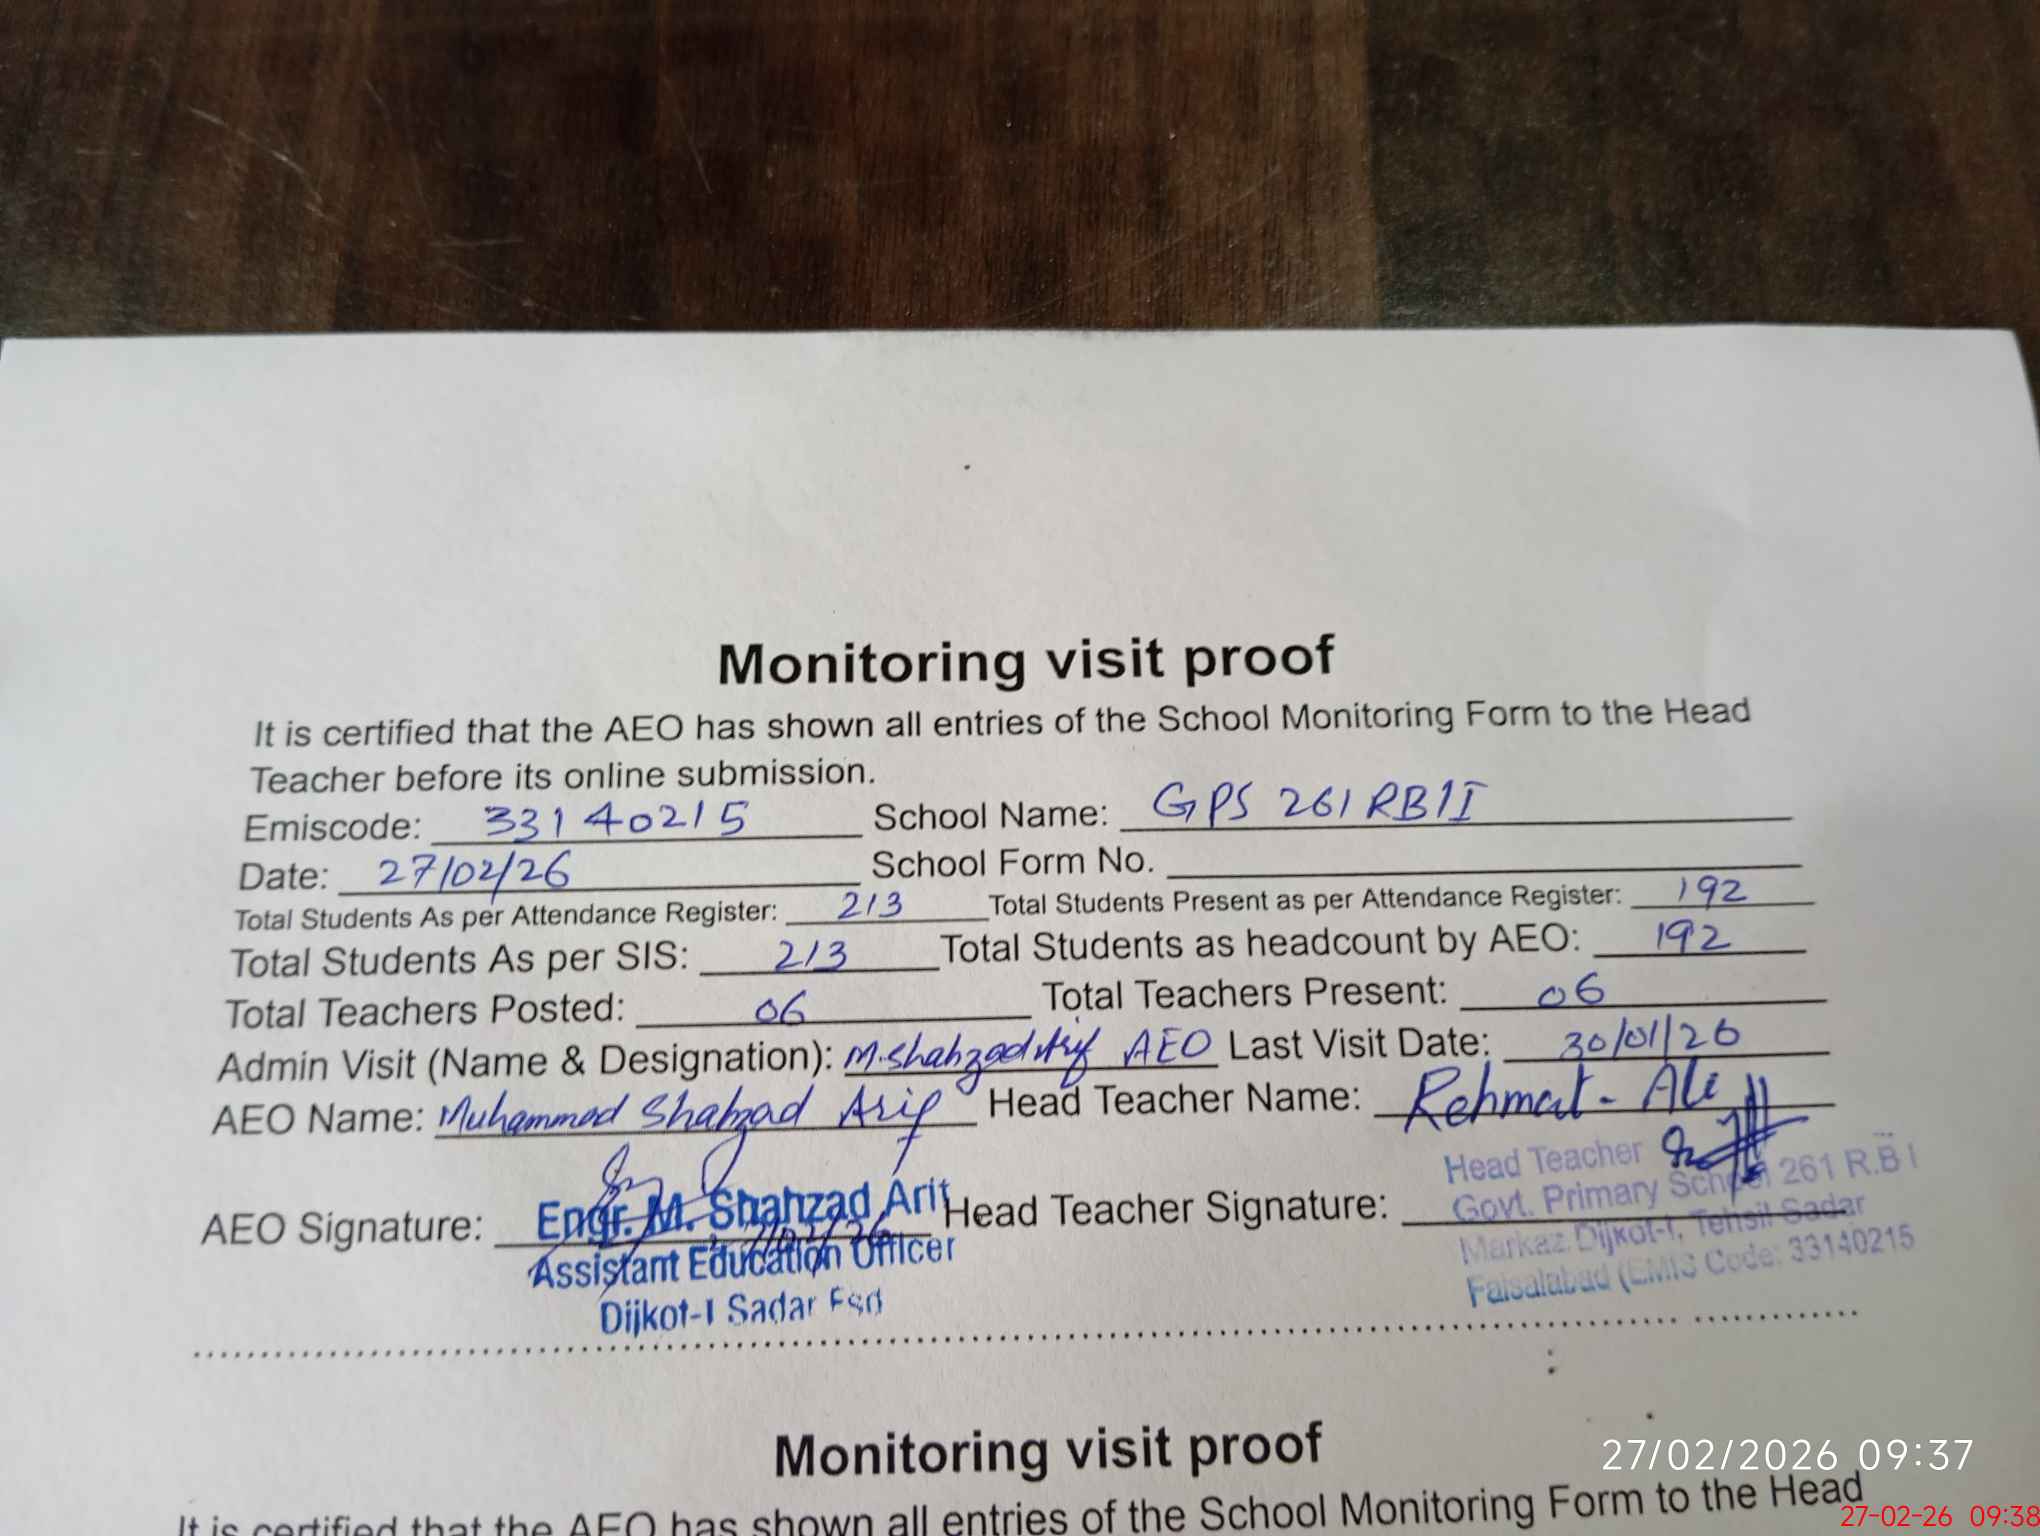 Monitoring visit proof
It is certified that the AEO has shown all entries of the School Monitoring Form to the Head
Teacher before its online submission.
Emiscode: 33140215 School Name: GPS 261 RB II
Date: 27/02/26 School Form No.
Total Students As per Attendance Register: 213 Total Students Present as per Attendance Register: 192
Total Students As per SIS: 213 Total Students as headcount by AEO: 192
Total Teachers Posted: 06 Total Teachers Present: 06
Admin Visit (Name & Designation): M.Shahzad Arif AEO Last Visit Date: 30/01/26
AEO Name: Muhammad Shahzad Arif Head Teacher Name: Rehmat-Ali
AEO Signature: Head Teacher Signature:
Engr. M. Shahzad Arif
Assistant Education Officer
Dijkot-I Sadar Fsd
Head Teacher
Govt. Primary School 261 R.B I
Markaz Dijkot-I, Tehsil Sadar
Faisalabad (EMIS Code: 33140215
Monitoring visit proof
It is certified that the AEO has shown all entries of the School Monitoring Form to the Head
27/02/2026 09:37
27-02-26 09:38